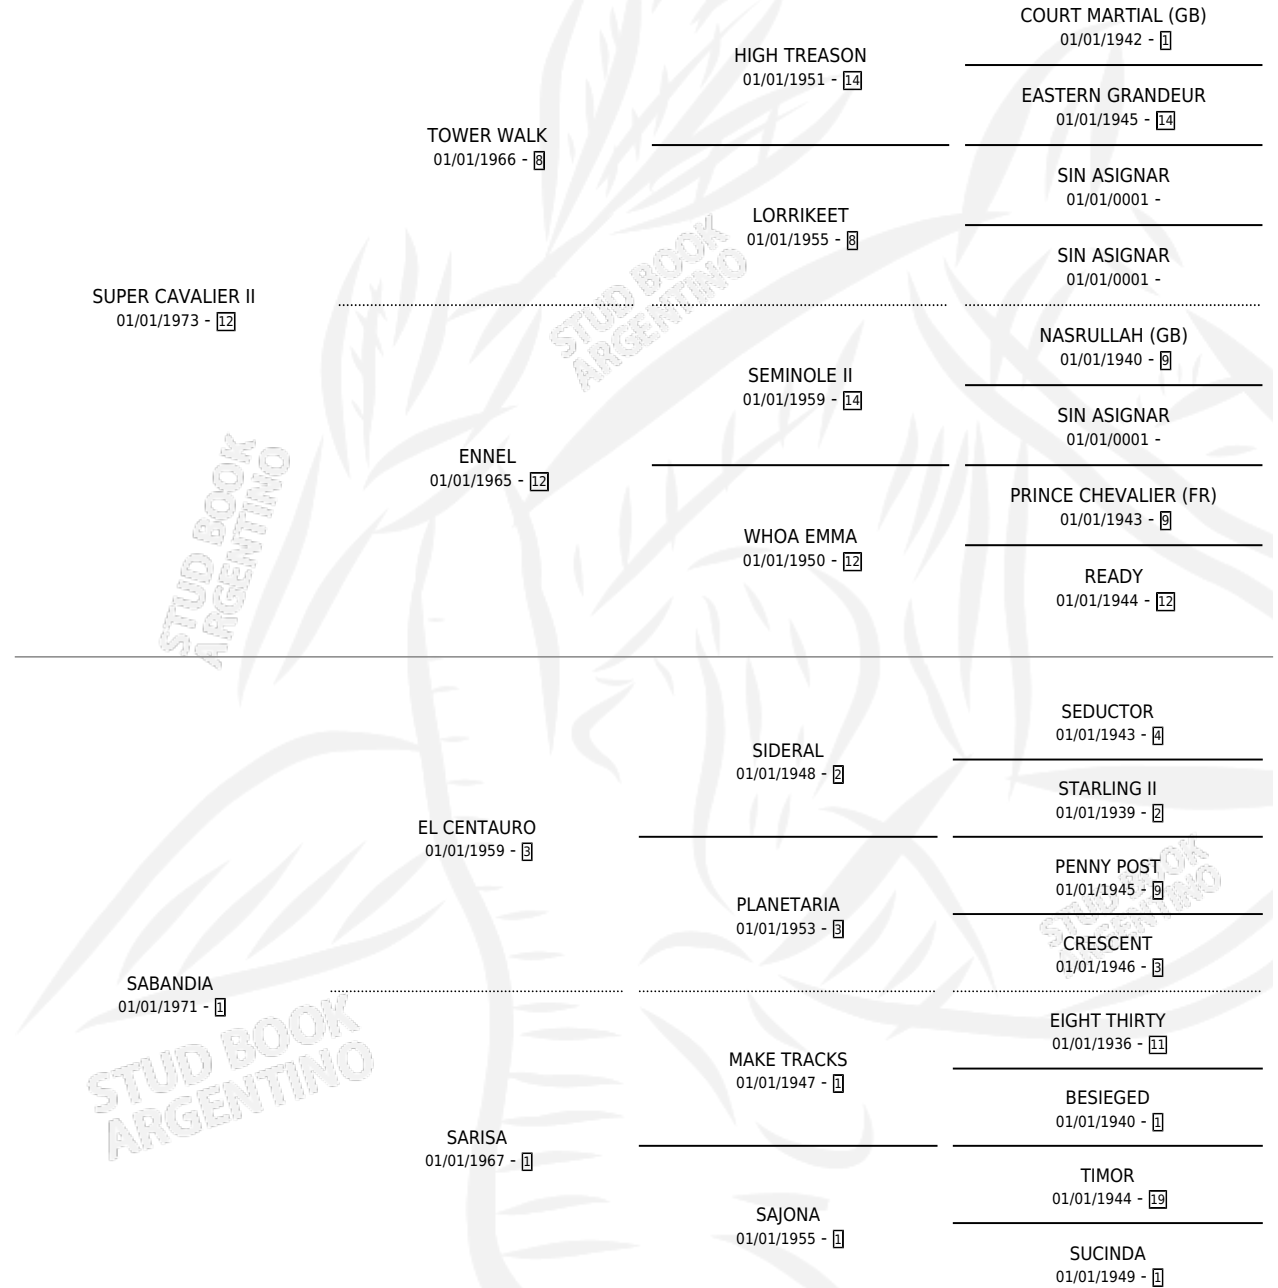 COURT MARTIAL (GB)
01/01/1942 - 1
HIGH TREASON
01/01/1951 - 14
EASTERN GRANDEUR
01/01/1945 - 14
TOWER WALK
01/01/1966 - 8
SIN ASIGNAR
01/01/0001 -
LORRIKEET
01/01/1955 - 8
SIN ASIGNAR
01/01/0001 -
SUPER CAVALIER II
01/01/1973 - 12
STUD BOOK
ARGENTINO
NASRULLAH (GB)
01/01/1940 - 9
SEMINOLE II
01/01/1959 - 14
SIN ASIGNAR
01/01/0001 -
ENNEL
01/01/1965 - 12
STUD BOOK
ARGENTINO
PRINCE CHEVALIER (FR)
01/01/1943 - 9
WHOA EMMA
01/01/1950 - 12
READY
01/01/1944 - 12
SEDUCTOR
01/01/1943 - 4
SIDERAL
01/01/1948 - 2
STARLING II
01/01/1939 - 2
EL CENTAURO
01/01/1959 - 3
PENNY POST
01/01/1945 - 9
PLANETARIA
01/01/1953 - 3
STUD BOOK
ARGENTINO
CRESCENT
01/01/1946 - 3
SABANDIA
01/01/1971 - 1
STUD BOOK
ARGENTINO
EIGHT THIRTY
01/01/1936 - 11
MAKE TRACKS
01/01/1947 - 1
BESIEGED
01/01/1940 - 1
SARISA
01/01/1967 - 1
TIMOR
01/01/1944 - 19
SAJONA
01/01/1955 - 1
SUCINDA
01/01/1949 - 1